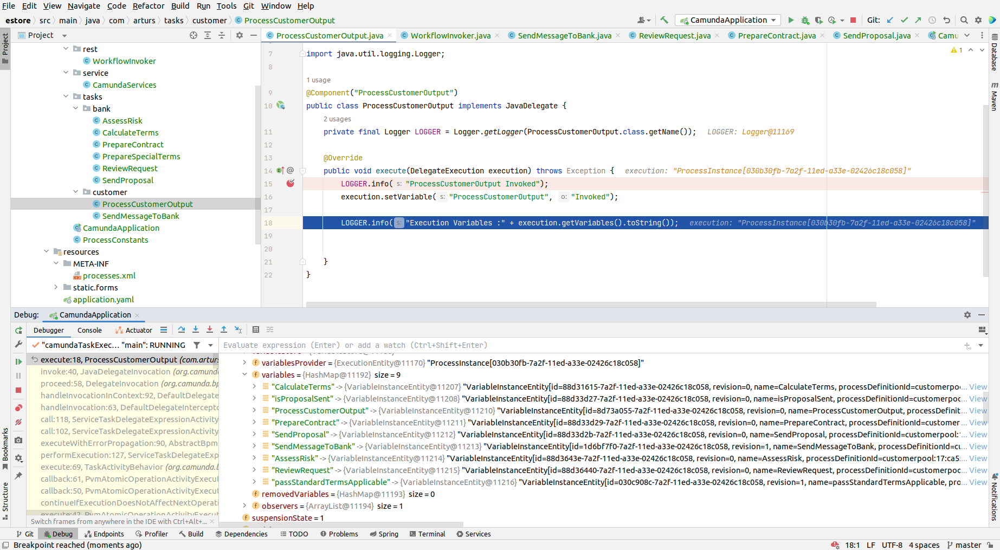 File Edit View Navigate Code Refactor Build Run Tools Git Window Help
estore src main java com arturs tasks customer ProcessCustomerOutput
CamundaApplication Git:
Project
ProcessCustomerOutput.java WorkflowInvoker.java SendMessageToBank.java ReviewRequest.java PrepareContract.java SendProposal.java Camu
Project
rest
WorkflowInvoker
service
CamundaServices
tasks
bank
AssessRisk
CalculateTerms
PrepareContract
PrepareSpecialTerms
ReviewRequest
SendProposal
customer
ProcessCustomerOutput
SendMessageToBank
CamundaApplication
ProcessConstants
resources
META-INF
processes.xml
static.forms
application.yaml
1
7 import java.util.logging.Logger;
8
1 usage
9 @Component("ProcessCustomerOutput")
10 public class ProcessCustomerOutput implements JavaDelegate {
2 usages
11 private final Logger LOGGER = Logger.getLogger(ProcessCustomerOutput.class.getName()); LOGGER: Logger@11169
12
13 @Override
14 @ public void execute(DelegateExecution execution) throws Exception { execution: "ProcessInstance[030b30fb-7a2f-11ed-a33e-02426c18c058]"
15 LOGGER.info( s: "ProcessCustomerOutput Invoked");
16 execution.setVariable( s: "ProcessCustomerOutput", o: "Invoked");
17
18 LOGGER.info( s: "Execution Variables :" + execution.getVariables().toString()); execution: "ProcessInstance[030b30fb-7a2f-11ed-a33e-02426c18c058]"
19
20
21 }
22 }
Database
Maven
Notifications
Bookmarks
Structure
Debug: CamundaApplication
Debugger Console Actuator
"camundaTaskExec... "main": RUNNING
Evaluate expression (Enter) or add a watch (Ctrl+Shift+Enter)
execute:18, ProcessCustomerOutput (com.arturs
invoke:40, JavaDelegateInvocation (org.camunda
proceed:58, DelegateInvocation (org.camunda.bp
handleInvocationInContext:92, DefaultDelegate
handleInvocation:63, DefaultDelegateIntercepto
call:118, ServiceTaskDelegateExpressionActivity
call:102, ServiceTaskDelegateExpressionActivity
executeWithErrorPropagation:90, AbstractBpm
performExecution:127, ServiceTaskDelegateExp
execute:69, TaskActivityBehavior (org.camunda.b
callback:61, PvmAtomicOperationActivityExecut
callback:50, PvmAtomicOperationActivityExecut
continueIfExecutionDoesNotAffectNextOperati
execute:42, PvmAtomicOperationActivityExecut
Switch frames from anywhere in the IDE with Ctrl+Alt+...
variablesProvider = {ExecutionEntity@11170} "ProcessInstance[030b30fb-7a2f-11ed-a33e-02426c18c058]"
variables = {HashMap@11192} size = 9
"CalculateTerms" -> {VariableInstanceEntity@11207} "VariableInstanceEntity[id=88d31615-7a2f-11ed-a33e-02426c18c058, revision=0, name=CalculateTerms, processDefinitionId=customerpoo... View
"isProposalSent" -> {VariableInstanceEntity@11208} "VariableInstanceEntity[id=88d33d27-7a2f-11ed-a33e-02426c18c058, revision=0, name=isProposalSent, processDefinitionId=customerpool... View
"ProcessCustomerOutput" -> {VariableInstanceEntity@11210} "VariableInstanceEntity[id=8d73a055-7a2f-11ed-a33e-02426c18c058, revision=0, name=ProcessCustomerOutput, processDefinit... View
"PrepareContract" -> {VariableInstanceEntity@11211} "VariableInstanceEntity[id=88d33d29-7a2f-11ed-a33e-02426c18c058, revision=0, name=PrepareContract, processDefinitionId=customer... View
"SendProposal" -> {VariableInstanceEntity@11212} "VariableInstanceEntity[id=88d33d2b-7a2f-11ed-a33e-02426c18c058, revision=0, name=SendProposal, processDefinitionId=customerpool:1... View
"SendMessageToBank" -> {VariableInstanceEntity@11213} "VariableInstanceEntity[id=1d6bf7f0-7a2f-11ed-a33e-02426c18c058, revision=1, name=SendMessageToBank, processDefinitionId=cu... View
"AssessRisk" -> {VariableInstanceEntity@11214} "VariableInstanceEntity[id=88d3643e-7a2f-11ed-a33e-02426c18c058, revision=0, name=AssessRisk, processDefinitionId=customerpool:17:ca5... View
"ReviewRequest" -> {VariableInstanceEntity@11215} "VariableInstanceEntity[id=88d36440-7a2f-11ed-a33e-02426c18c058, revision=0, name=ReviewRequest, processDefinitionId=customerpoo... View
"passStandardTermsApplicable" -> {VariableInstanceEntity@11216} "VariableInstanceEntity[id=030c908c-7a2f-11ed-a33e-02426c18c058, revision=1, name=passStandardTermsApplicable, pro... View
removedVariables = {HashMap@11193} size = 0
observers = {ArrayList@11194} size = 1
suspensionState = 1
Git Debug Endpoints Profiler Build Dependencies TODO Problems Spring Terminal Services
Breakpoint reached (moments ago)
18:1 LF UTF-8 4 spaces master